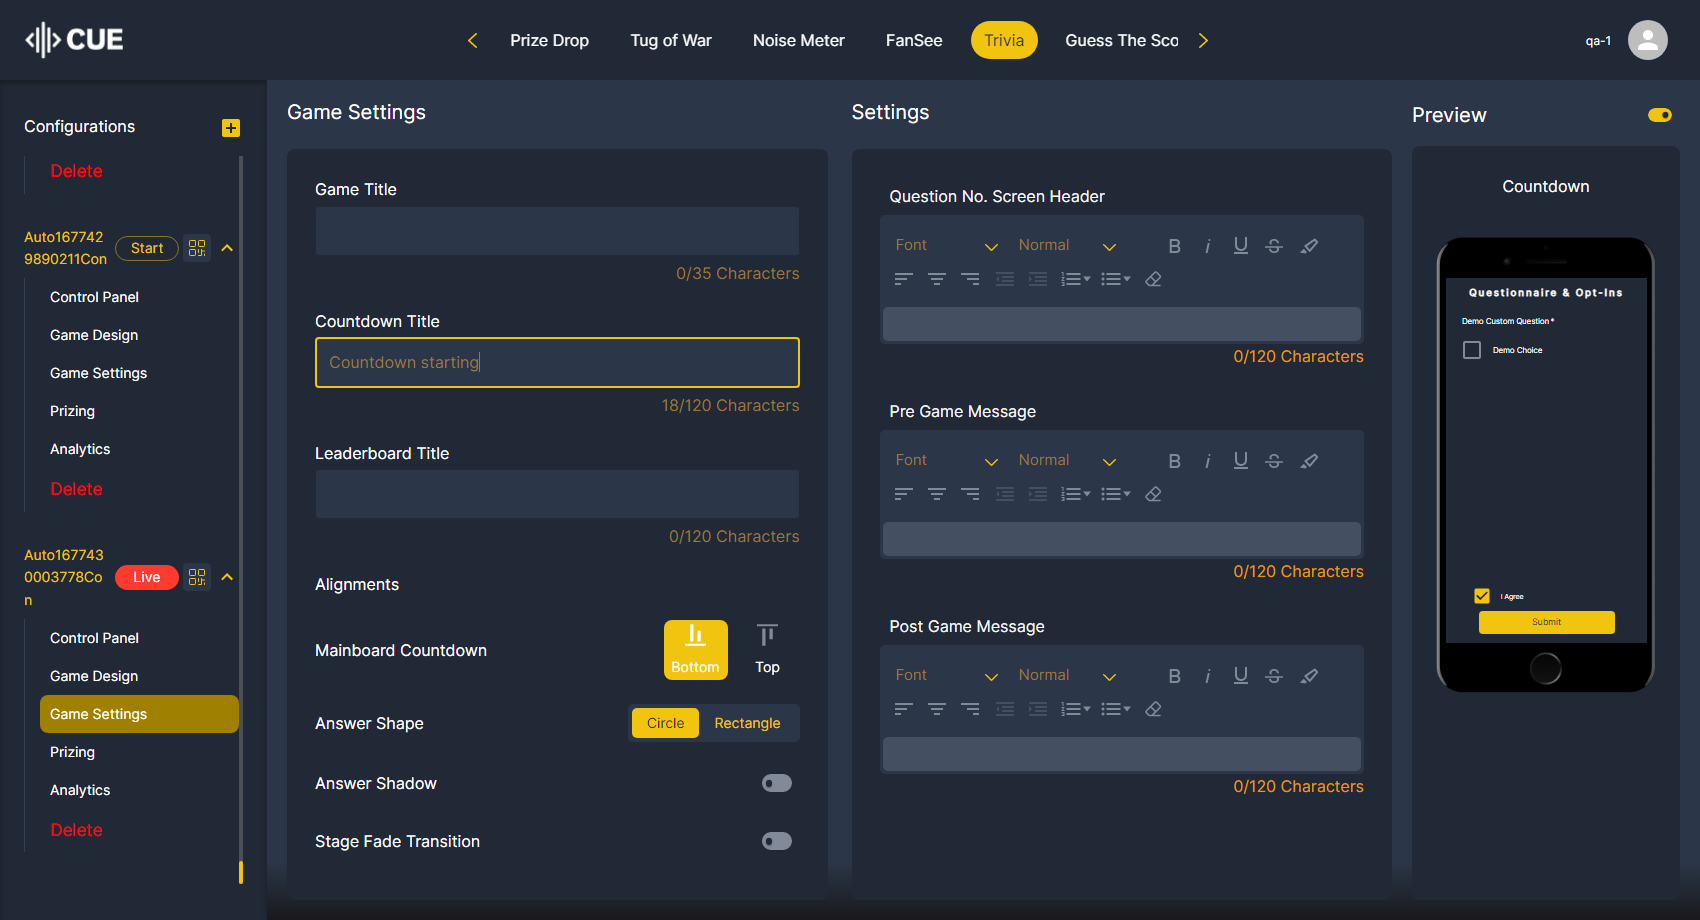 CUE
Prize Drop
Tug of War
Noise Meter
FanSee
Trivia
Guess The Sco
qa-1
Configurations
Delete
Auto167742
9890211Con
Start
Control Panel
Game Design
Game Settings
Prizing
Analytics
Delete
Auto167743
0003778Co
n
Live
Control Panel
Game Design
Game Settings
Prizing
Analytics
Delete
Game Settings
Game Title
0/35 Characters
Countdown Title
Countdown starting
18/120 Characters
Leaderboard Title
0/120 Characters
Alignments
Mainboard Countdown
Bottom
Top
Answer Shape
Circle
Rectangle
Answer Shadow
Stage Fade Transition
Settings
Question No. Screen Header
Font
Normal
B i U S
0/120 Characters
Pre Game Message
Font
Normal
B i U S
0/120 Characters
Post Game Message
Font
Normal
B i U S
0/120 Characters
Preview
Countdown
Questionnaire & Opt-Ins
Demo Custom Question *
Demo Choice
I Agree
Submit